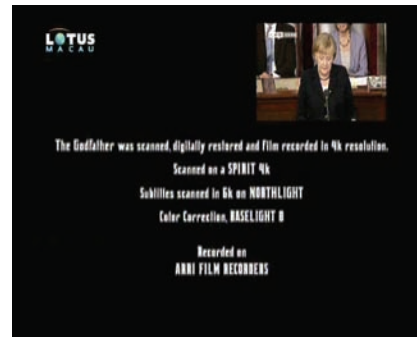 LOTUS
MACAU
The Godfather was scanned, digitally restored and film recorded in 4k resolution.
Scanned on a SPIRIT 4k
Subtitles scanned in 6k on NORTHLIGHT
Color Correction, BASELIGHT 8
Recorded on
ARRI FILM RECORDERS